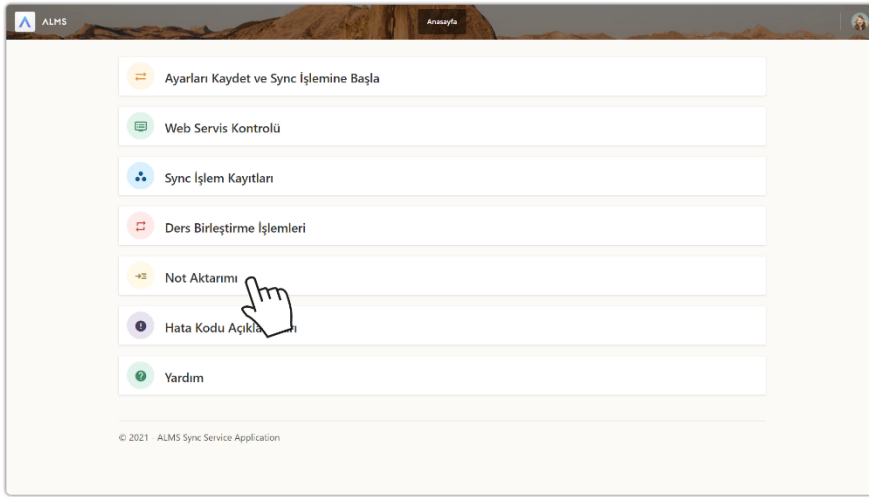 ALMS
Anasayfa
Ayarları Kaydet ve Sync İşlemine Başla
Web Servis Kontrolü
Sync İşlem Kayıtları
Ders Birleştirme İşlemleri
Not Aktarımı
Hata Kodu
Yardım
© 2021 - ALMS Sync Service Application